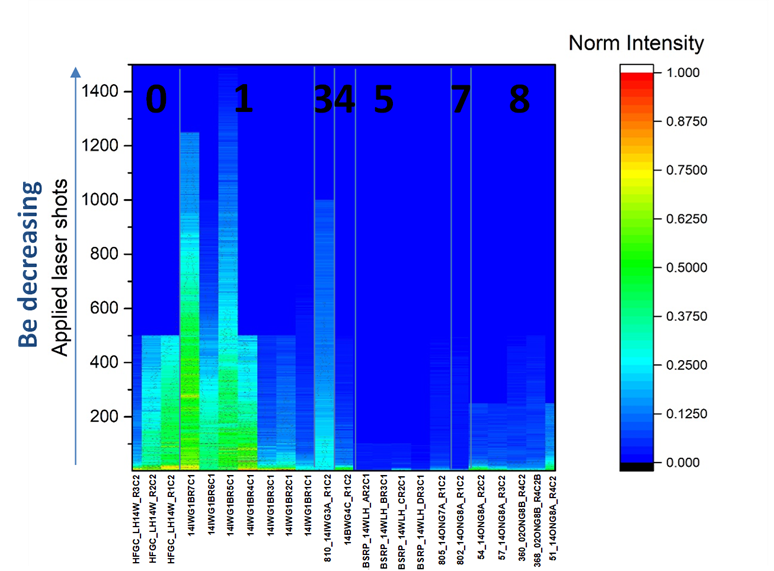 Norm Intensity
Be decreasing
Applied laser shots
1400
1200
1000
800
600
400
200
0
1
3
4
5
7
8
1.000
0.8750
0.7500
0.6250
0.5000
0.3750
0.2500
0.1250
0.000
HFGC_LH14W_R3C2
HFGC_LH14W_R2C2
HFGC_LH14W_R1C2
14IWG1BR7C1
14IWG1BR6C1
14IWG1BR5C1
14IWG1BR4C1
14IWG1BR3C1
14IWG1BR2C1
14IWG1BR1C1
810_14IWG3A_R1C2
14BWG4C_R1C2
BSRP_14WLH_AR2C1
BSRP_14WLH_BR3C1
BSRP_14WLH_CR2C1
BSRP_14WLH_DR3C1
805_14ONG7A_R1C2
802_14ONG8A_R1C2
54_14ONG8A_R2C2
57_14ONG8A_R3C2
360_02ONG8B_R4C2
368_02ONG8B_R4C2B
51_14ONG8A_R4C2